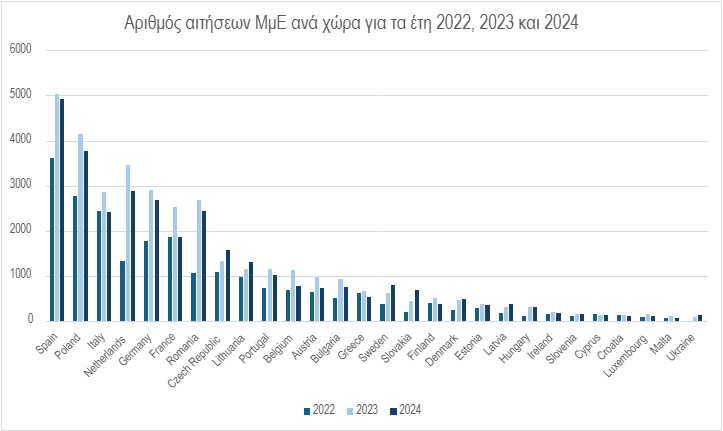 Αριθμός αιτήσεων ΜμΕ ανά χώρα για τα έτη 2022, 2023 και 2024
6000
5000
4000
3000
2000
1000
0
Spain
Poland
Italy
Netherlands
Germany
France
Romania
Czech Republic
Lithuania
Portugal
Belgium
Austria
Bulgaria
Greece
Sweden
Slovakia
Finland
Denmark
Estonia
Latvia
Hungary
Ireland
Slovenia
Cyprus
Croatia
Luxembourg
Malta
Ukraine
2022 2023 2024